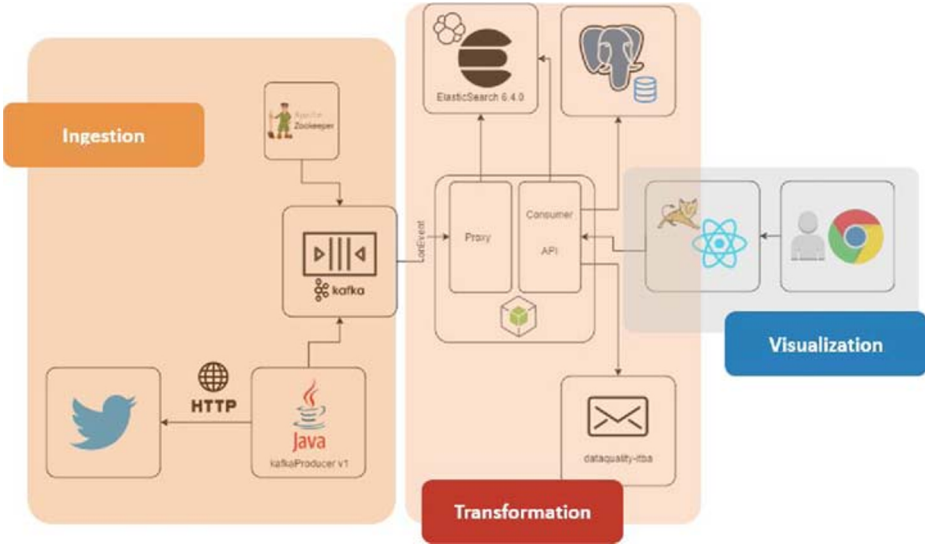 ElasticSearch 6.4.0
Ingestion
Apache
Zookeeper
Consumer
Proxy
API
onEvent
kafka
Visualization
HTTP
Java
kafkaProducer v1
dataquality-itba
Transformation